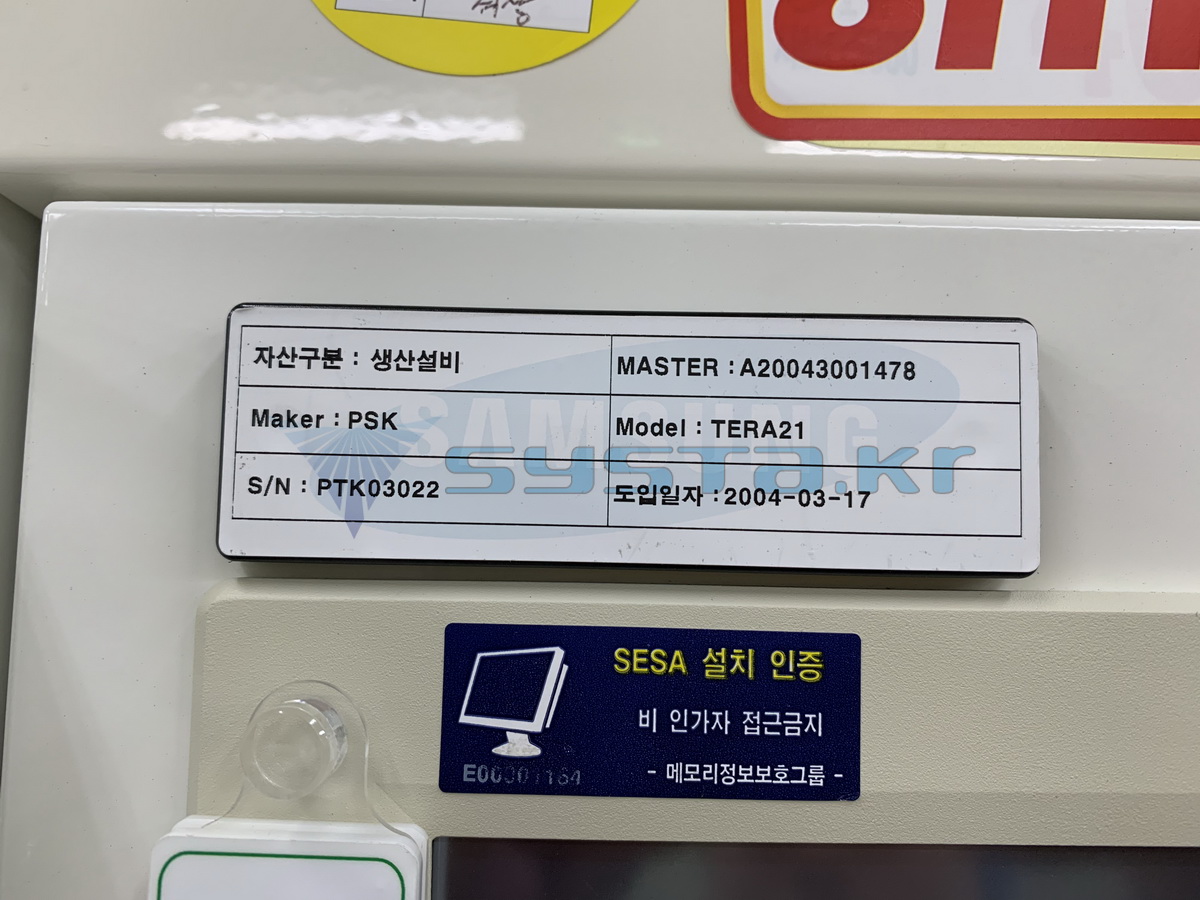 자산구분 : 생산설비
MASTER : A20043001478
Maker : PSK
Model : TERA21
S/N : PTK03022
도입일자 : 2004-03-17
SAMSUNG
systa.kr
SESA 설치 인증
비 인가자 접근금지
- 메모리정보보호그룹 -